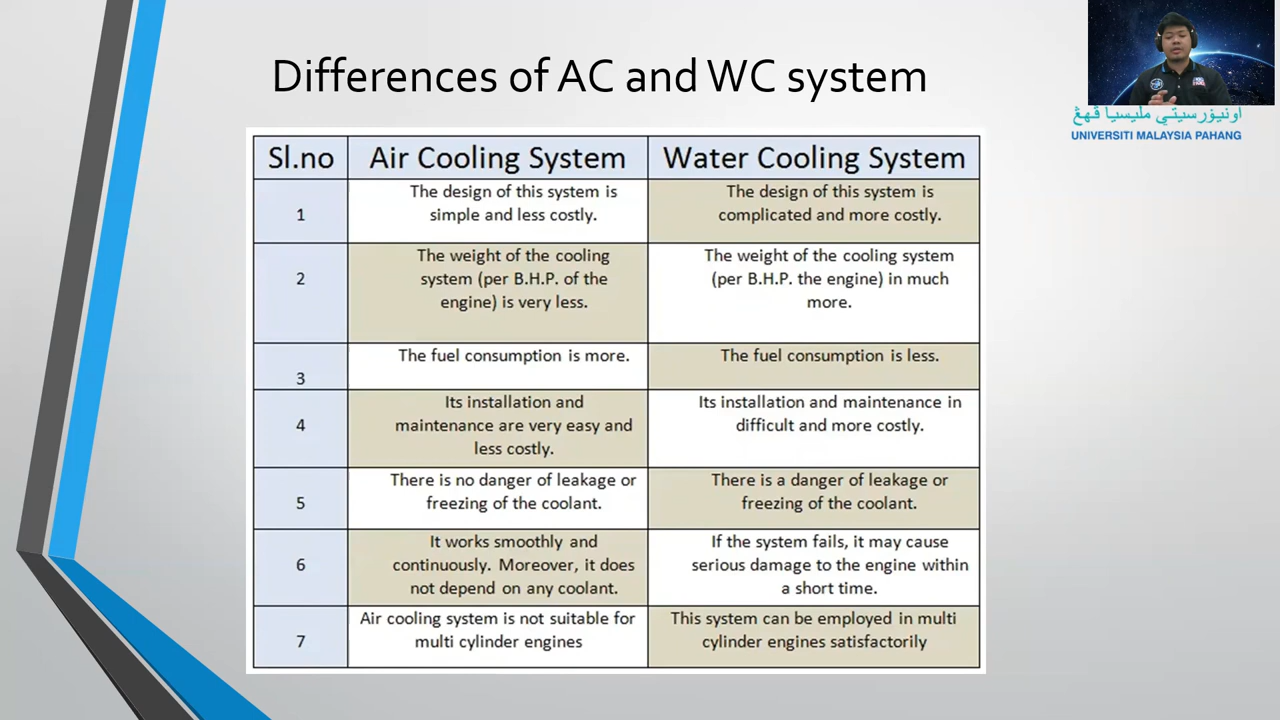 Differences of AC and WC system
اونيۏرسيتي مليسيا ڤهڠ
UNIVERSITI MALAYSIA PAHANG
Sl.no Air Cooling System Water Cooling System
1
The design of this system is
simple and less costly.
The design of this system is
complicated and more costly.
2
The weight of the cooling
system (per B.H.P. of the
engine) is very less.
The weight of the cooling system
(per B.H.P. the engine) in much
more.
3
The fuel consumption is more.
The fuel consumption is less.
4
Its installation and
maintenance are very easy and
less costly.
Its installation and maintenance in
difficult and more costly.
5
There is no danger of leakage or
freezing of the coolant.
There is a danger of leakage or
freezing of the coolant.
6
It works smoothly and
continuously. Moreover, it does
not depend on any coolant.
If the system fails, it may cause
serious damage to the engine within
a short time.
7
Air cooling system is not suitable for
multi cylinder engines
This system can be employed in multi
cylinder engines satisfactorily